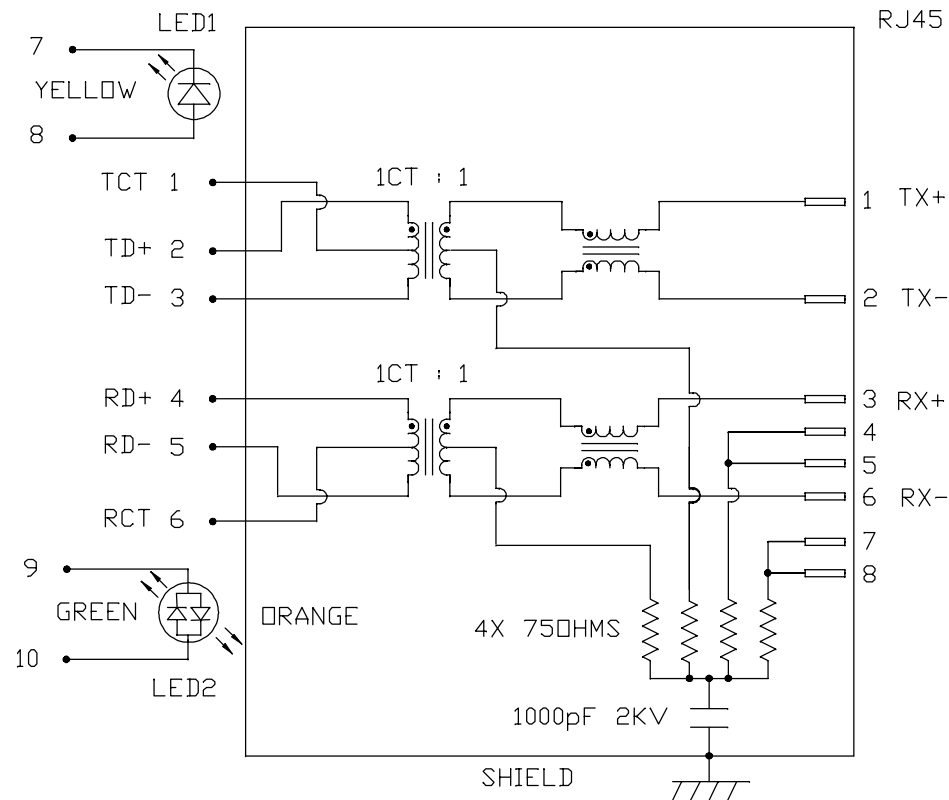 LED1
RJ45
7
YELLOW
8
TCT 1
1CT : 1
1 TX+
TD+ 2
TD- 3
2 TX-
1CT : 1
RD+ 4
3 RX+
4
RD- 5
5
6 RX-
RCT 6
7
9
8
GREEN
ORANGE
4X 75OHMS
10
LED2
1000pF 2KV
SHIELD